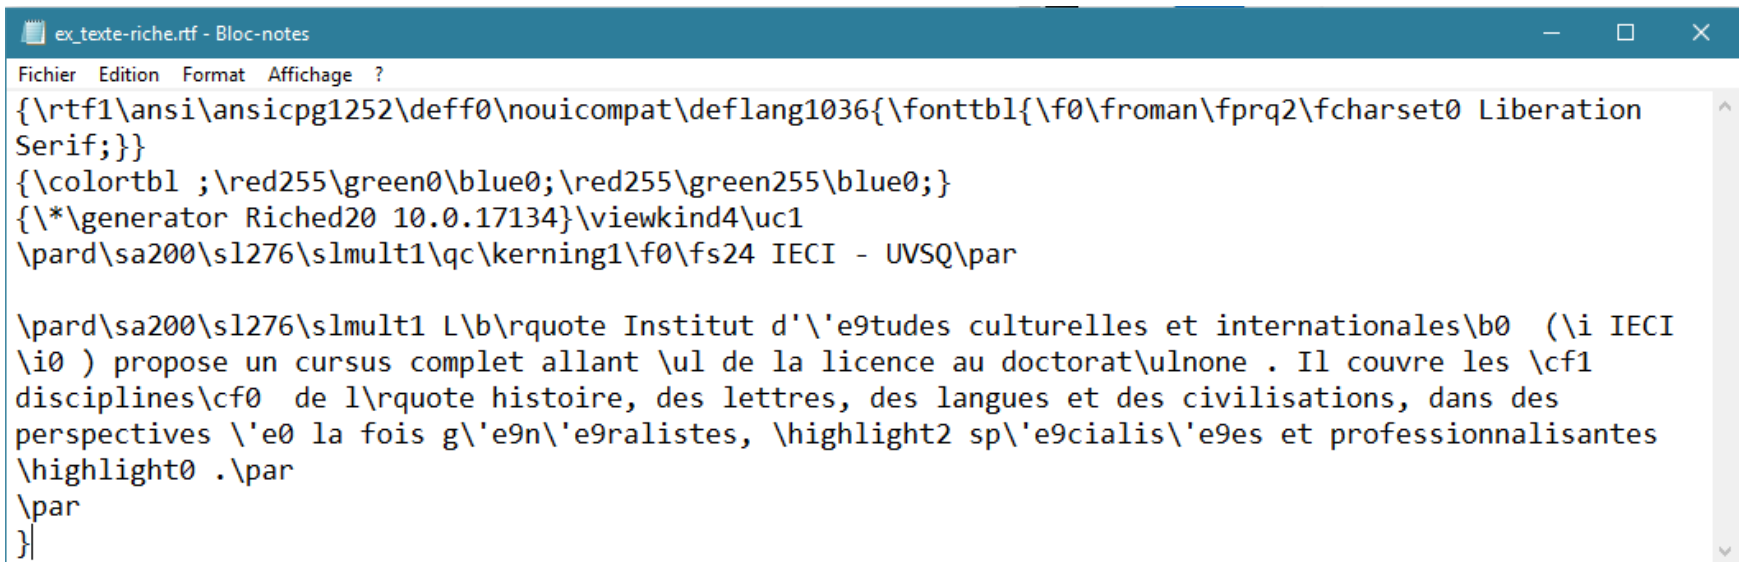 ex_texte-riche.rtf - Bloc-notes
Fichier Edition Format Affichage ?
{\rtf1\ansi\ansicpg1252\deff0\nouicompat\deflang1036{\fonttbl{\f0\froman\fprq2\fcharset0 Liberation
Serif;}}
{\colortbl ;\red255\green0\blue0;\red255\green255\blue0;}
{\*\generator Riched20 10.0.17134}\viewkind4\uc1
\pard\sa200\sl276\slmult1\qc\kerning1\f0\fs24 IECI - UVSQ\par
\pard\sa200\sl276\slmult1 L\b\rquote Institut d'\'e9tudes culturelles et internationales\b0  (\i IECI
\i0 ) propose un cursus complet allant \ul de la licence au doctorat\ulnone . Il couvre les \cf1
disciplines\cf0  de l\rquote histoire, des lettres, des langues et des civilisations, dans des
perspectives \'e0 la fois g\'e9n\'e9ralistes, \highlight2 sp\'e9cialis\'e9es et professionnalisantes
\highlight0 .\par
\par
}